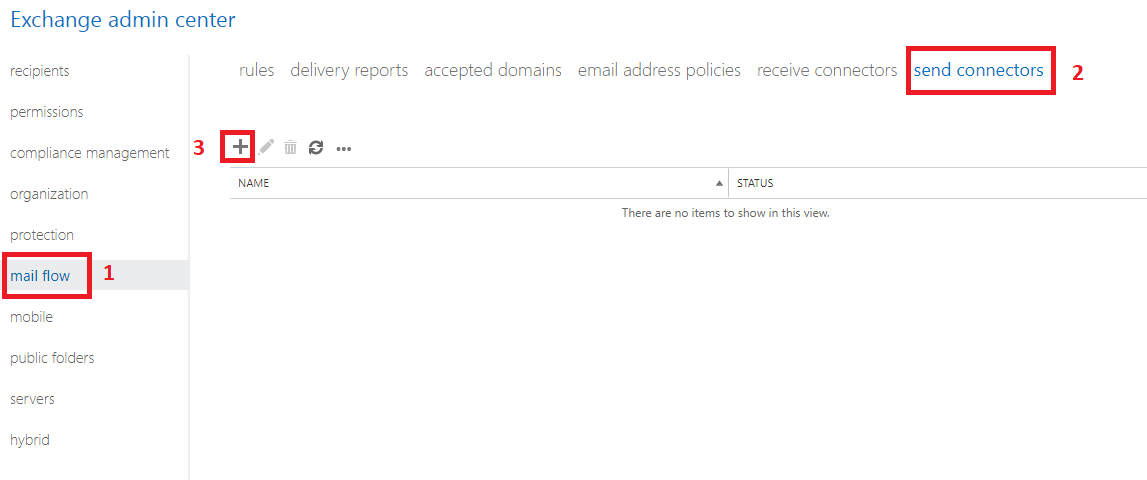 Exchange admin center
recipients
permissions
compliance management
organization
protection
mail flow 1
mobile
public folders
servers
hybrid
rules delivery reports accepted domains email address policies receive connectors send connectors 2
3
NAME STATUS
There are no items to show in this view.